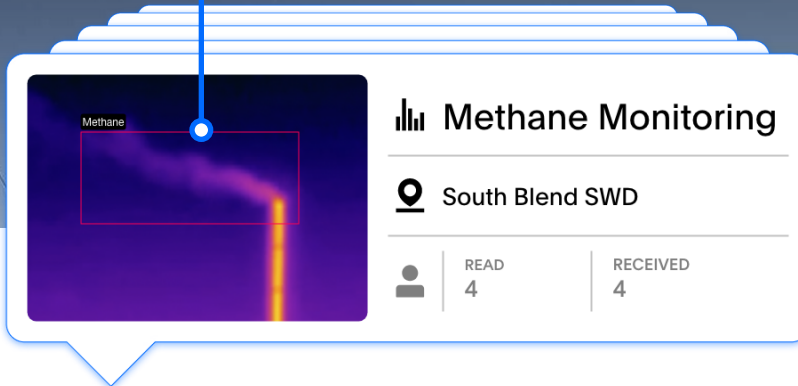 Methane
Methane Monitoring
South Blend SWD
READ
4
RECEIVED
4